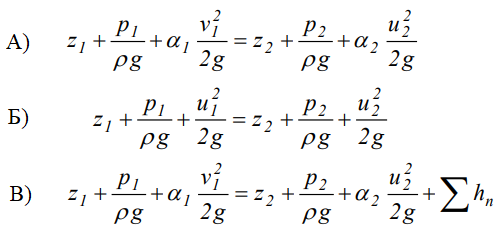 А) z₁ + p₁/ρg + α₁ v₁²/2g = z₂ + p₂/ρg + α₂ u₂²/2g
Б) z₁ + p₁/ρg + u₁²/2g = z₂ + p₂/ρg + u₂²/2g
В) z₁ + p₁/ρg + α₁ v₁²/2g = z₂ + p₂/ρg + α₂ u₂²/2g + ∑hₙ